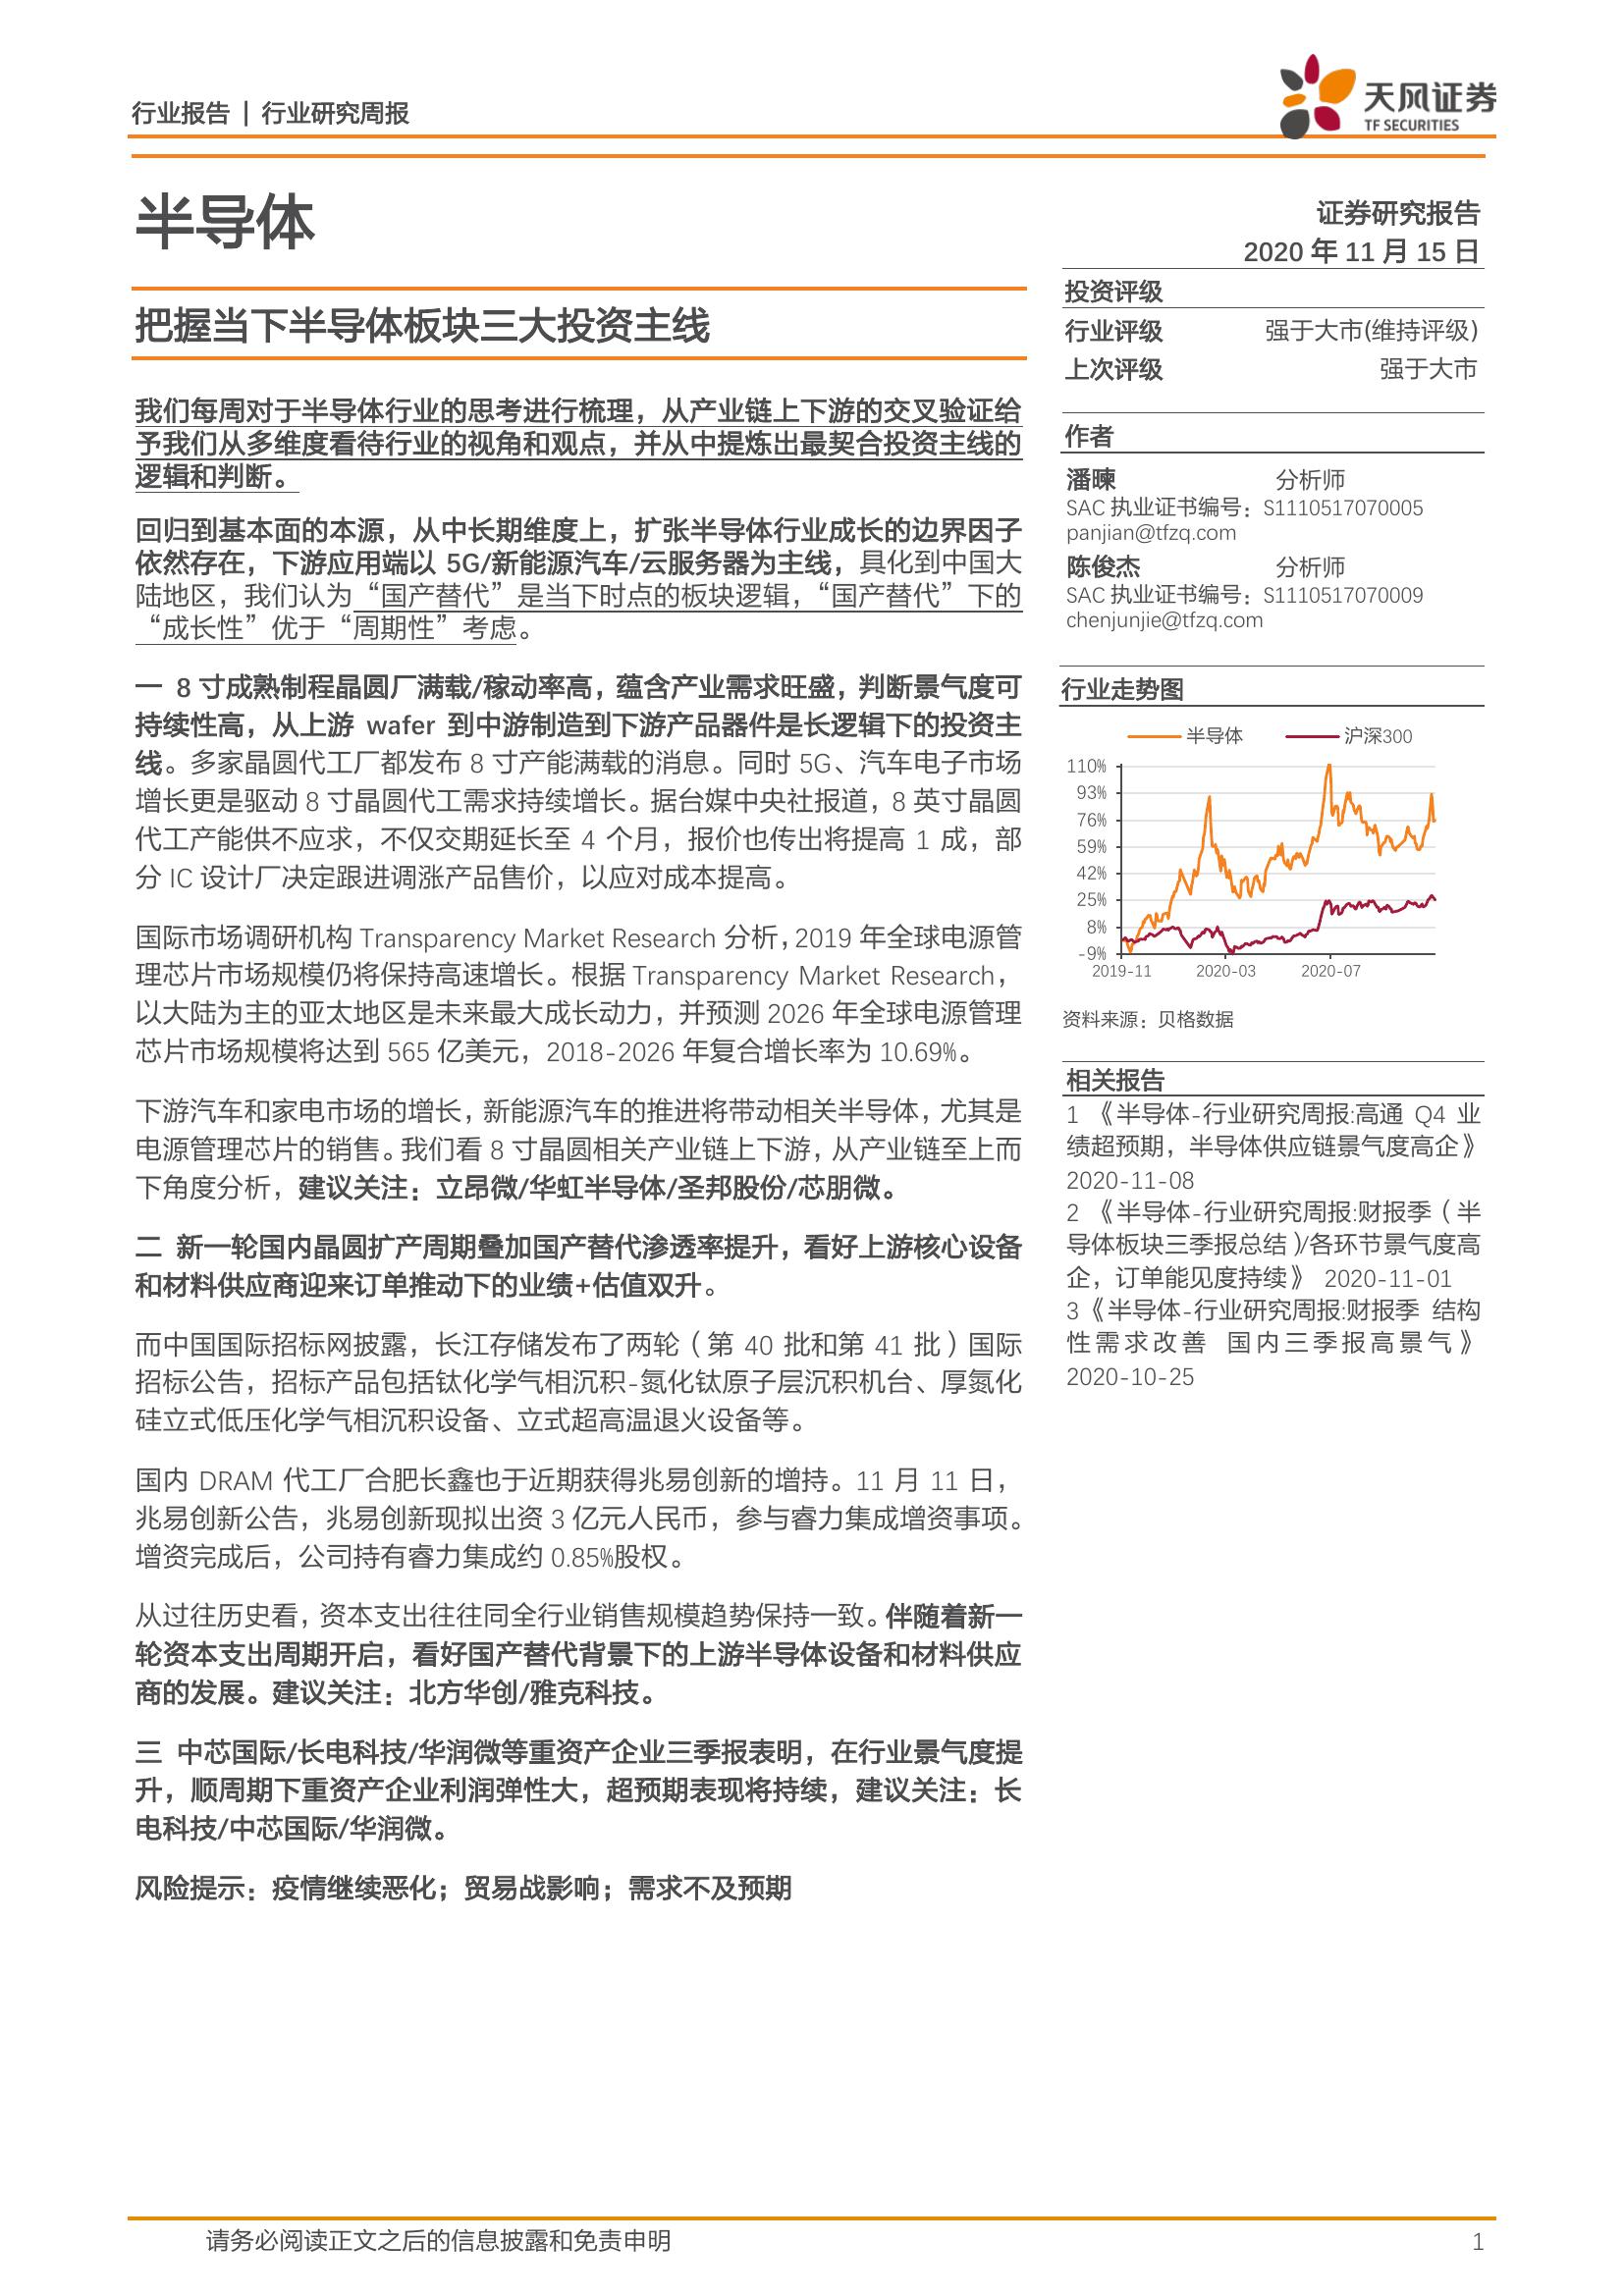 行业报告 | 行业研究周报
天风证券
TF SECURITIES
半导体
证券研究报告
2020 年 11 月 15 日
把握当下半导体板块三大投资主线
我们每周对于半导体行业的思考进行梳理，从产业链上下游的交叉验证给
予我们从多维度看待行业的视角和观点，并从中提炼出最契合投资主线的
逻辑和判断。
回归到基本面的本源，从中长期维度上，扩张半导体行业成长的边界因子
依然存在，下游应用端以 5G/新能源汽车/云服务器为主线，具化到中国大
陆地区，我们认为“国产替代”是当下时点的板块逻辑，“国产替代”下的
“成长性”优于“周期性”考虑。
一 8 寸成熟制程晶圆厂满载/稼动率高，蕴含产业需求旺盛，判断景气度可
持续性高，从上游 wafer 到中游制造到下游产品器件是长逻辑下的投资主
线。多家晶圆代工厂都发布 8 寸产能满载的消息。同时 5G、汽车电子市场
增长更是驱动 8 寸晶圆代工需求持续增长。据台媒中央社报道，8 英寸晶圆
代工产能供不应求，不仅交期延长至 4 个月，报价也传出将提高 1 成，部
分 IC 设计厂决定跟进调涨产品售价，以应对成本提高。
国际市场调研机构 Transparency Market Research 分析，2019 年全球电源管
理芯片市场规模仍将保持高速增长。根据 Transparency Market Research，
以大陆为主的亚太地区是未来最大成长动力，并预测 2026 年全球电源管理
芯片市场规模将达到 565 亿美元，2018-2026 年复合增长率为 10.69%。
下游汽车和家电市场的增长，新能源汽车的推进将带动相关半导体，尤其是
电源管理芯片的销售。我们看 8 寸晶圆相关产业链上下游，从产业链至上而
下角度分析，建议关注：立昂微/华虹半导体/圣邦股份/芯朋微。
二 新一轮国内晶圆扩产周期叠加国产替代渗透率提升，看好上游核心设备
和材料供应商迎来订单推动下的业绩+估值双升。
而中国国际招标网披露，长江存储发布了两轮（第 40 批和第 41 批）国际
招标公告，招标产品包括钛化学气相沉积-氮化钛原子层沉积机台、厚氮化
硅立式低压化学气相沉积设备、立式超高温退火设备等。
国内 DRAM 代工厂合肥长鑫也于近期获得兆易创新的增持。11 月 11 日，
兆易创新公告，兆易创新现拟出资 3 亿元人民币，参与睿力集成增资事项。
增资完成后，公司持有睿力集成约 0.85%股权。
从过往历史看，资本支出往往同全行业销售规模趋势保持一致。伴随着新一
轮资本支出周期开启，看好国产替代背景下的上游半导体设备和材料供应
商的发展。建议关注：北方华创/雅克科技。
三 中芯国际/长电科技/华润微等重资产企业三季报表明，在行业景气度提
升，顺周期下重资产企业利润弹性大，超预期表现将持续，建议关注：长
电科技/中芯国际/华润微。
风险提示：疫情继续恶化；贸易战影响；需求不及预期
投资评级
行业评级 强于大市(维持评级)
上次评级 强于大市
作者
潘暕 分析师
SAC 执业证书编号：S1110517070005
panjian@tfzq.com
陈俊杰 分析师
SAC 执业证书编号：S1110517070009
chenjunjie@tfzq.com
行业走势图
半导体 沪深300
110%
93%
76%
59%
42%
25%
8%
-9%
2019-11 2020-03 2020-07
资料来源：贝格数据
相关报告
1 《半导体-行业研究周报:高通 Q4 业
绩超预期，半导体供应链景气度高企》
2020-11-08
2 《半导体-行业研究周报:财报季（半
导体板块三季报总结）/各环节景气度高
企，订单能见度持续》 2020-11-01
3《半导体-行业研究周报:财报季 结构
性需求改善 国内三季报高景气》
2020-10-25
请务必阅读正文之后的信息披露和免责申明
1